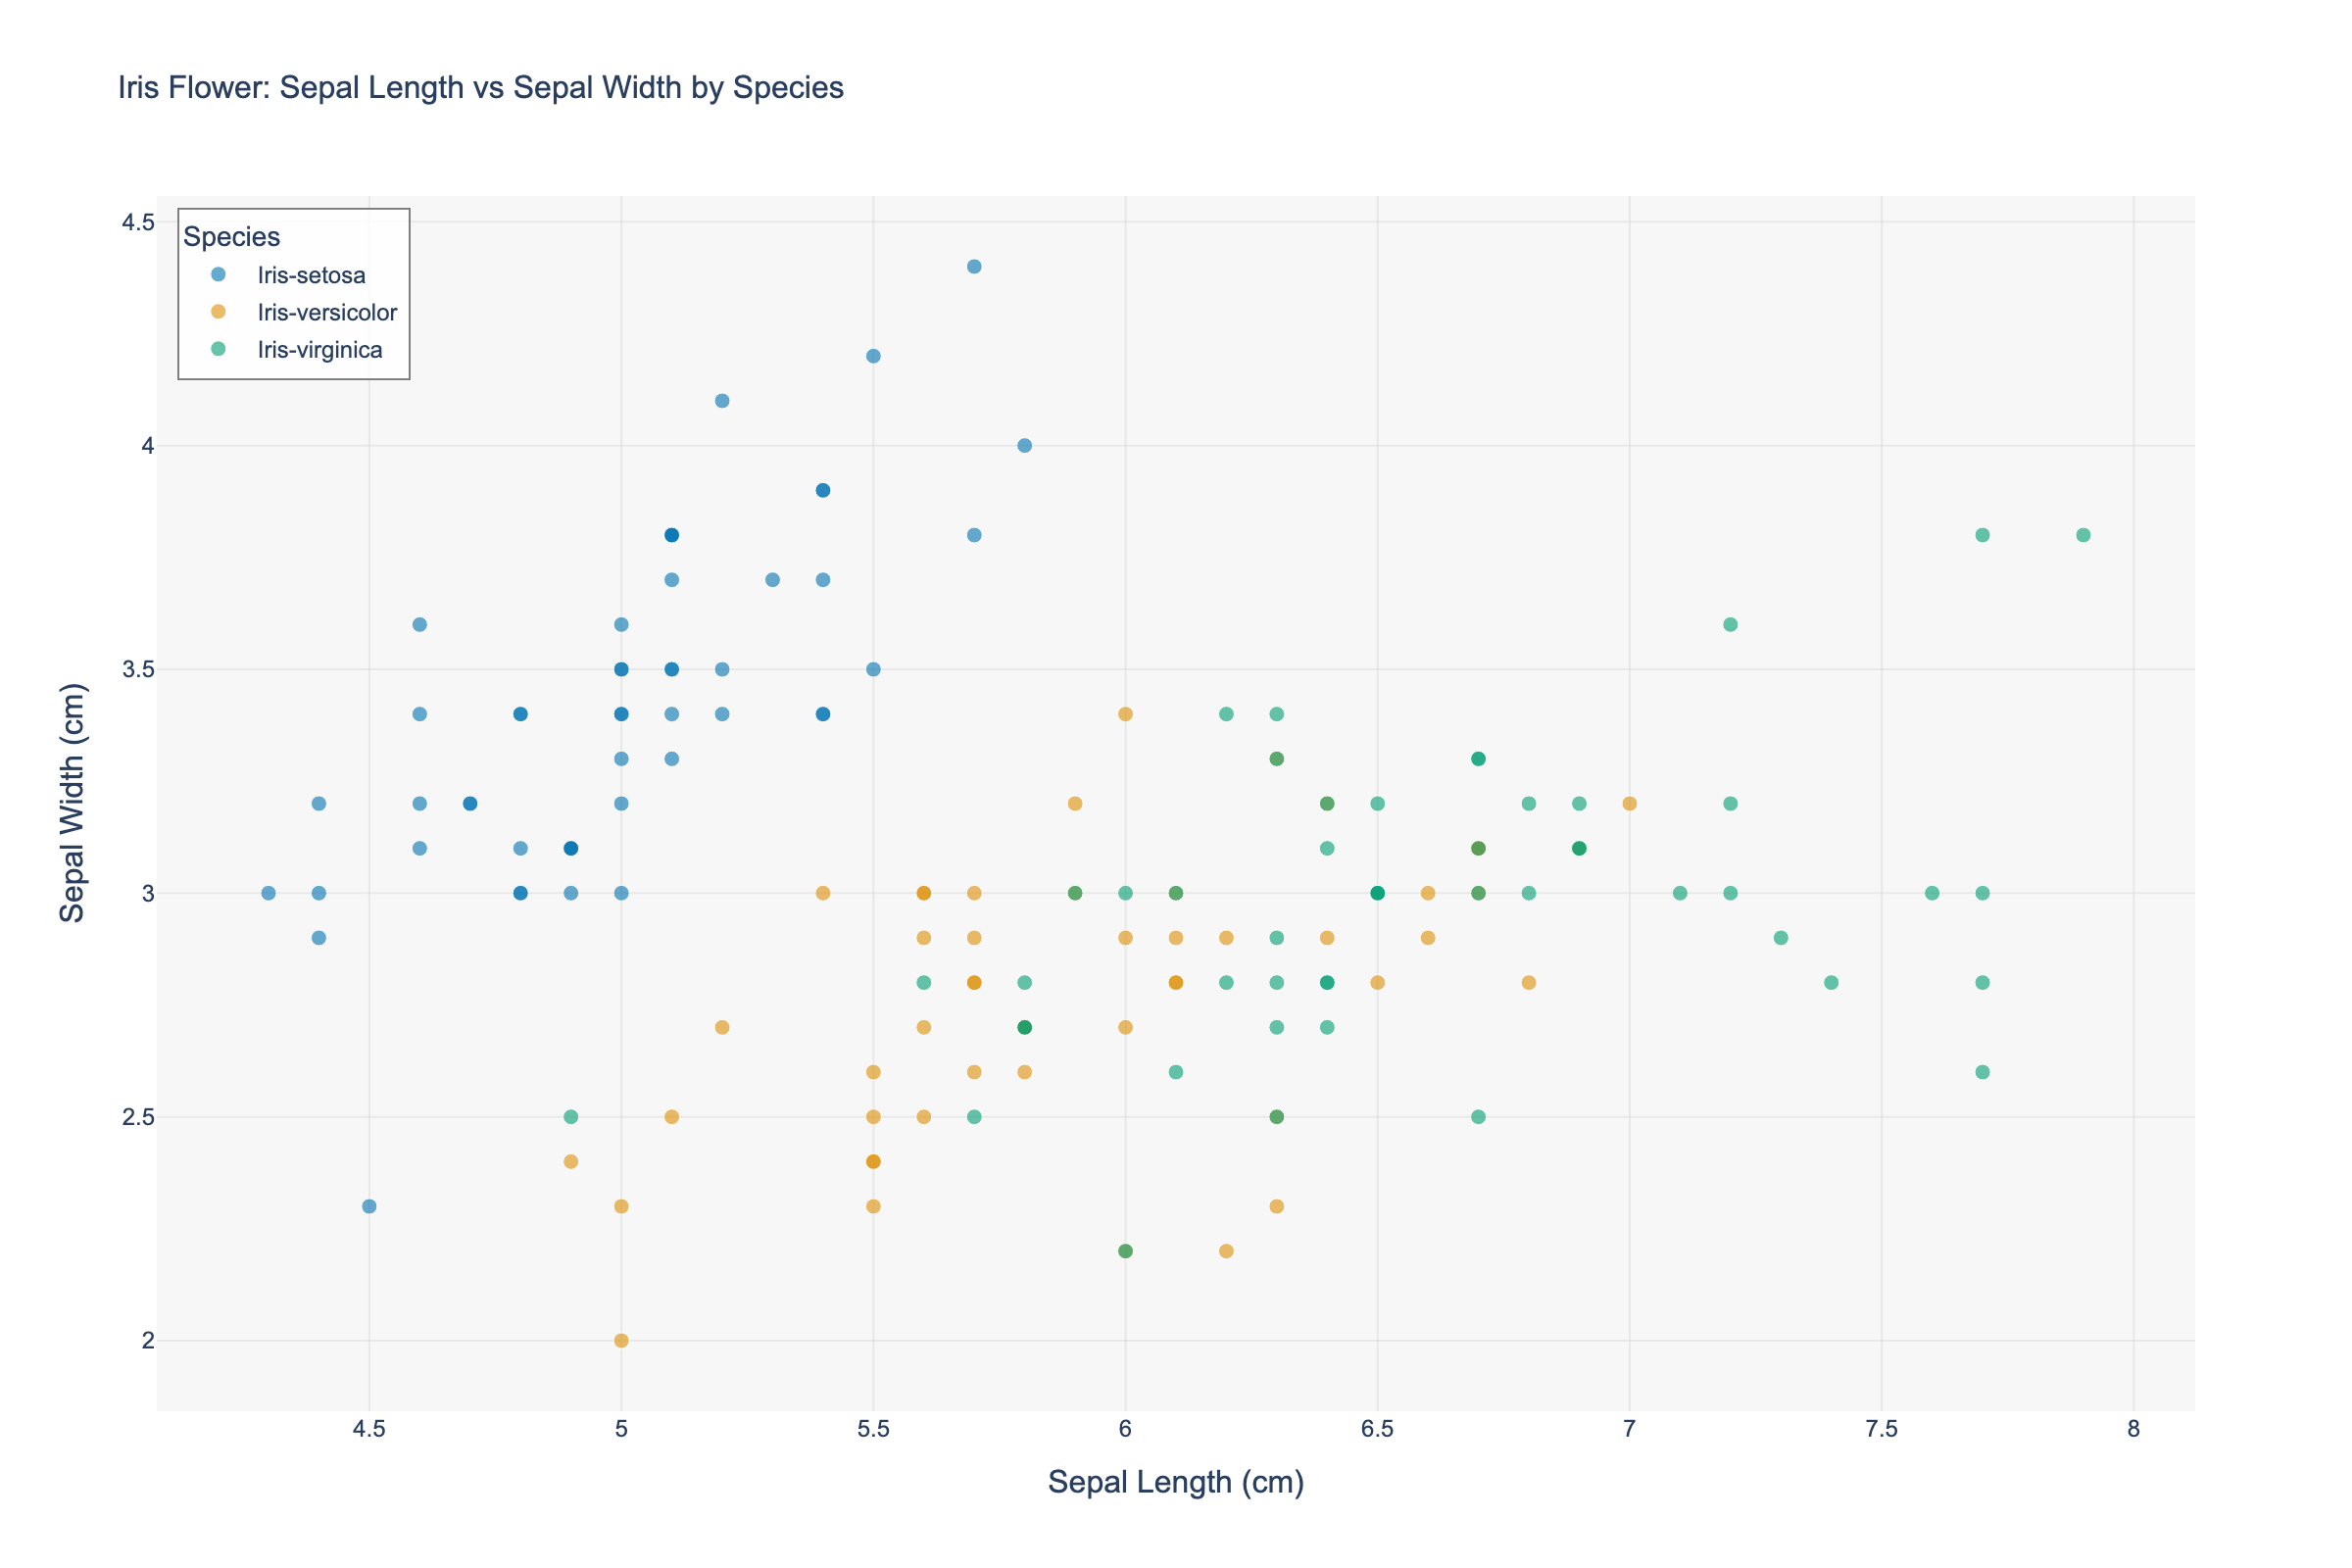 Iris Flower: Sepal Length vs Sepal Width by Species
Species
Iris-setosa
Iris-versicolor
Iris-virginica
4.5
4
3.5
3
2.5
2
Sepal Width (cm)
4.5 5 5.5 6 6.5 7 7.5 8
Sepal Length (cm)